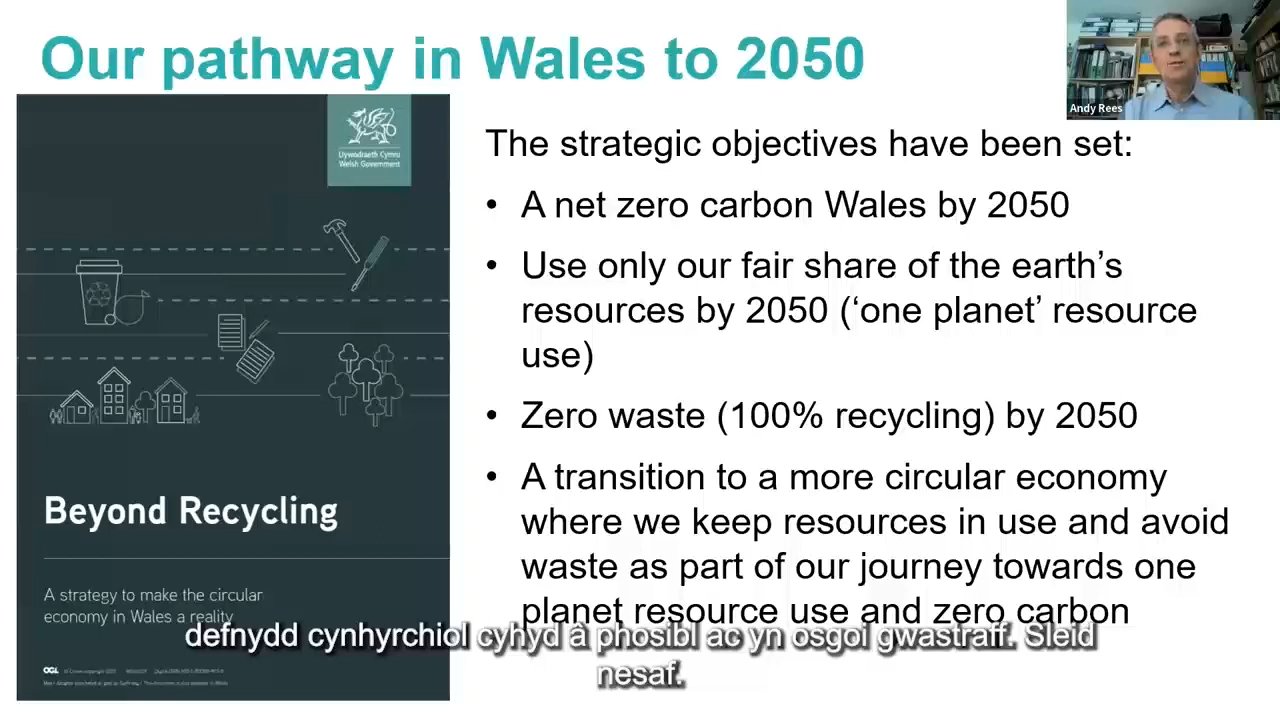 Our pathway in Wales to 2050
Andy Rees
Llywodraeth Cymru
Welsh Government
The strategic objectives have been set:
• A net zero carbon Wales by 2050
• Use only our fair share of the earth’s
resources by 2050 (‘one planet’ resource
use)
• Zero waste (100% recycling) by 2050
• A transition to a more circular economy
where we keep resources in use and avoid
waste as part of our journey towards one
planet resource use and zero carbon
Beyond Recycling
A strategy to make the circular
economy in Wales a reality
OGL
defnydd cynhyrchiol cyhyd â phosibl ac yn osgoi gwastraff. Sleid
nesaf.